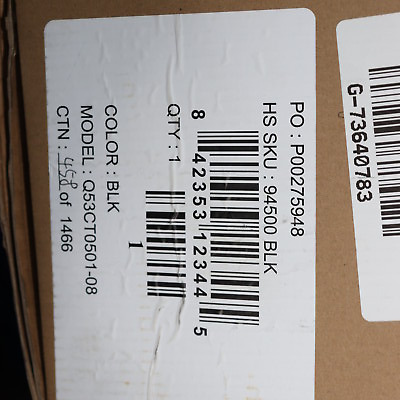 PO : P00275948
HS SKU : 94500 BLK
8 42353 12344 5
QTY : 1
1
COLOR : BLK
MODEL : Q53CT0501-08
CTN : 458 of 1466
G-73640783